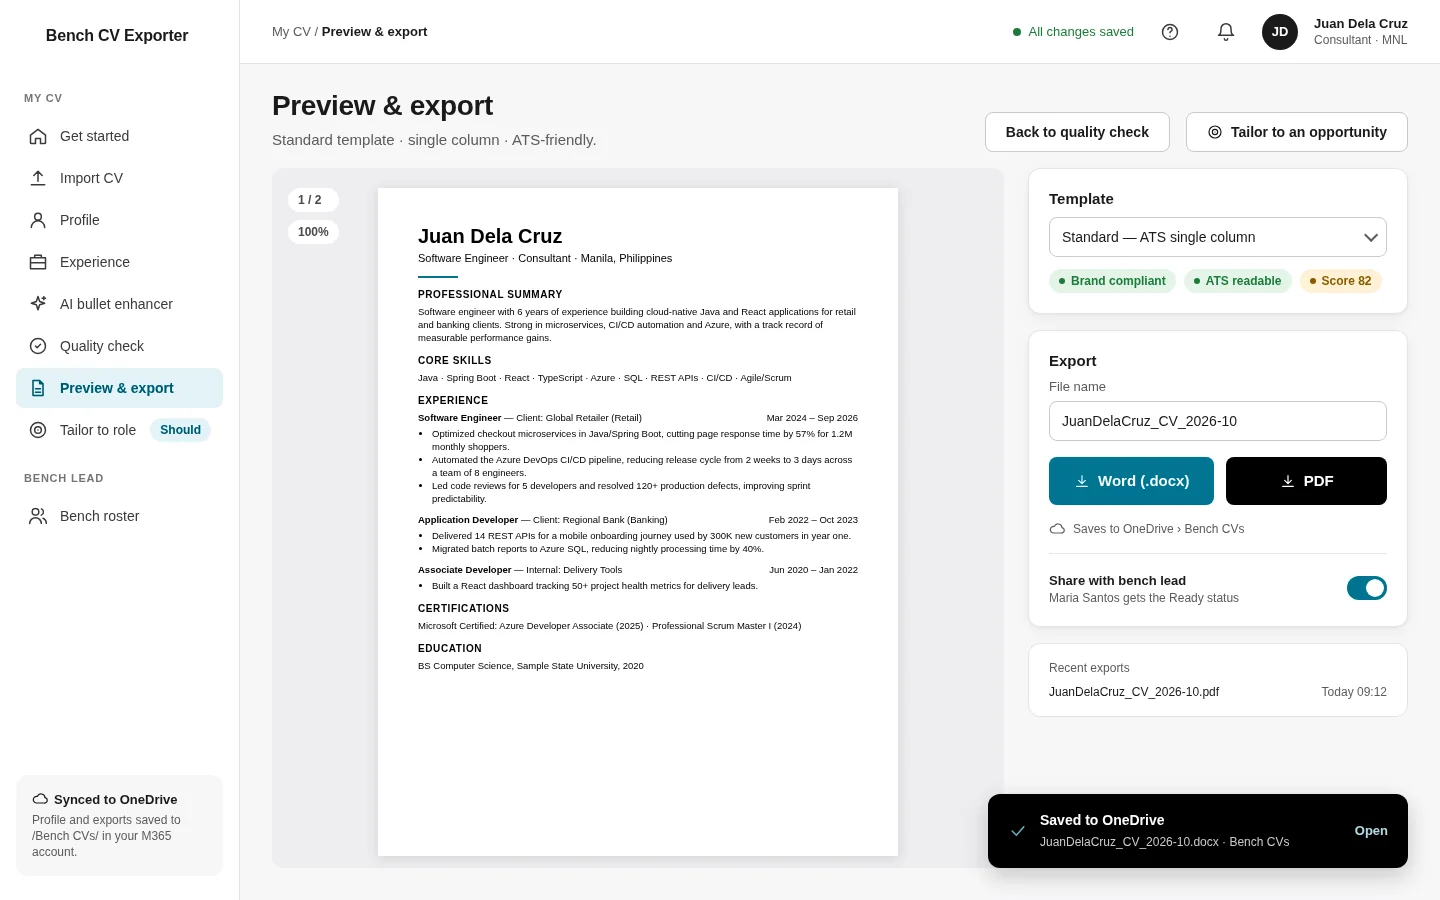 Bench CV Exporter
MY CV
Get started
Import CV
Profile
Experience
AI bullet enhancer
Quality check
Preview & export
Tailor to role Should
BENCH LEAD
Bench roster
Synced to OneDrive
Profile and exports saved to
/Bench CVs/ in your M365
account.
My CV / Preview & export
All changes saved
JD
Juan Dela Cruz
Consultant · MNL
Preview & export
Standard template · single column · ATS-friendly.
Back to quality check
Tailor to an opportunity
1 / 2
100%
Juan Dela Cruz
Software Engineer · Consultant · Manila, Philippines
PROFESSIONAL SUMMARY
Software engineer with 6 years of experience building cloud-native Java and React applications for retail
and banking clients. Strong in microservices, CI/CD automation and Azure, with a track record of
measurable performance gains.
CORE SKILLS
Java · Spring Boot · React · TypeScript · Azure · SQL · REST APIs · CI/CD · Agile/Scrum
EXPERIENCE
Software Engineer — Client: Global Retailer (Retail) Mar 2024 – Sep 2026
• Optimized checkout microservices in Java/Spring Boot, cutting page response time by 57% for 1.2M
monthly shoppers.
• Automated the Azure DevOps CI/CD pipeline, reducing release cycle from 2 weeks to 3 days across
a team of 8 engineers.
• Led code reviews for 5 developers and resolved 120+ production defects, improving sprint
predictability.
Application Developer — Client: Regional Bank (Banking) Feb 2022 – Oct 2023
• Delivered 14 REST APIs for a mobile onboarding journey used by 300K new customers in year one.
• Migrated batch reports to Azure SQL, reducing nightly processing time by 40%.
Associate Developer — Internal: Delivery Tools Jun 2020 – Jan 2022
• Built a React dashboard tracking 50+ project health metrics for delivery leads.
CERTIFICATIONS
Microsoft Certified: Azure Developer Associate (2025) · Professional Scrum Master I (2024)
EDUCATION
BS Computer Science, Sample State University, 2020
Template
Standard — ATS single column
Brand compliant
ATS readable
Score 82
Export
File name
JuanDelaCruz_CV_2026-10
Word (.docx)
PDF
Saves to OneDrive › Bench CVs
Share with bench lead
Maria Santos gets the Ready status
Recent exports
JuanDelaCruz_CV_2026-10.pdf Today 09:12
Saved to OneDrive
JuanDelaCruz_CV_2026-10.docx · Bench CVs
Open